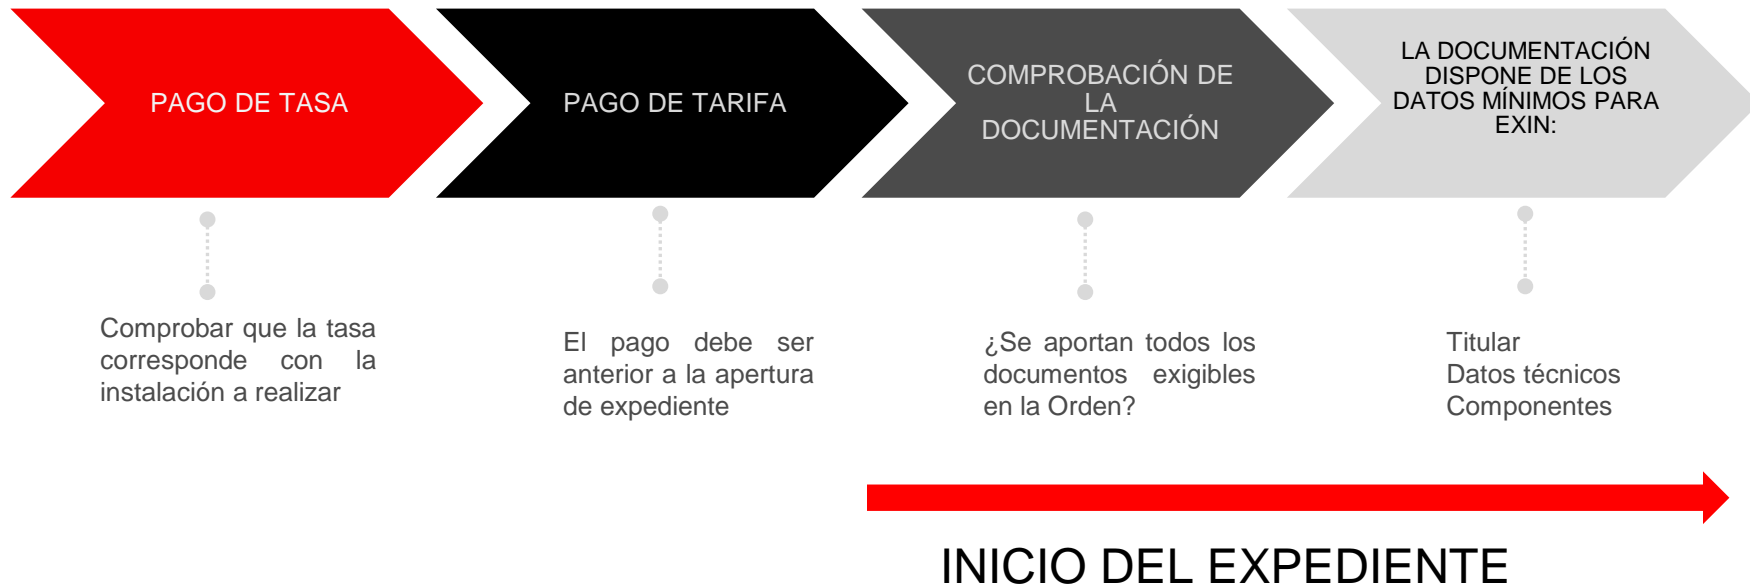 PAGO DE TASA
PAGO DE TARIFA
COMPROBACIÓN DE
LA
DOCUMENTACIÓN
LA DOCUMENTACIÓN
DISPONE DE LOS
DATOS MÍNIMOS PARA
EXIN:
Comprobar que la tasa
corresponde con la
instalación a realizar
El pago debe ser
anterior a la apertura
de expediente
¿Se aportan todos los
documentos exigibles
en la Orden?
Titular
Datos técnicos
Componentes
INICIO DEL EXPEDIENTE